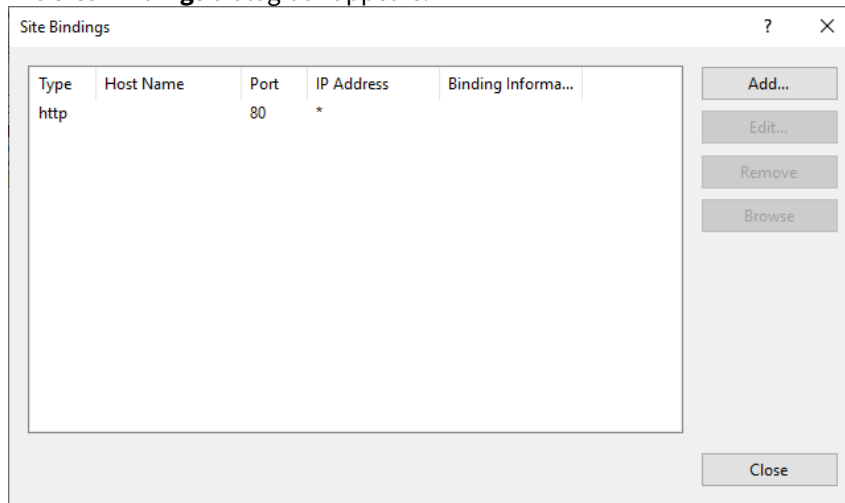 Site Bindings ? X
Type Host Name Port IP Address Binding Informa... Add...
http 80 *
Edit...
Remove
Browse
Close